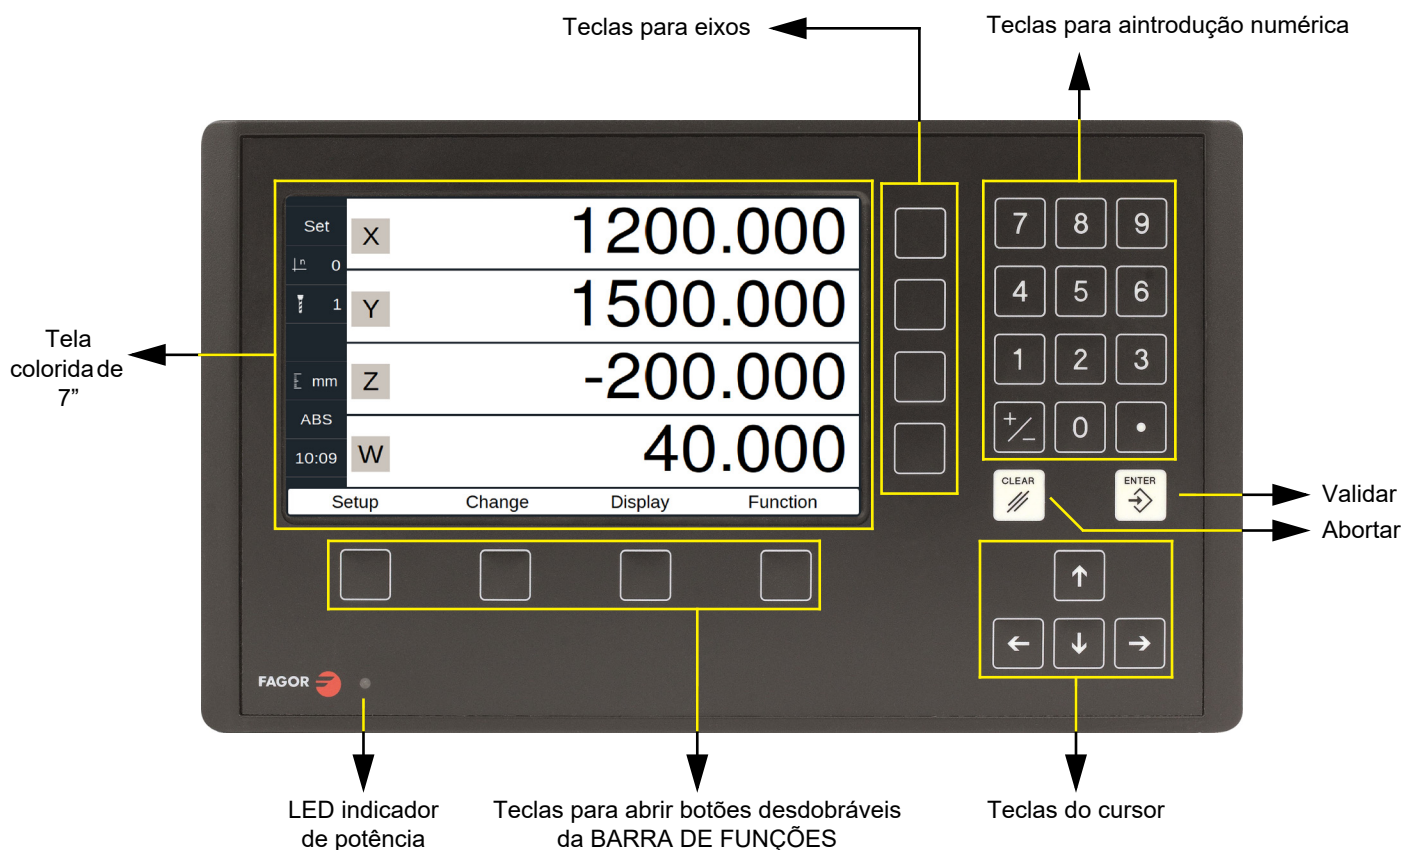 Teclas para eixos
Teclas para aintrodução numérica
Set
n 0
1
mm
ABS
10:09
X 1200.000
Y 1500.000
Z -200.000
W 40.000
Setup Change Display Function
7 8 9
4 5 6
1 2 3
+/- 0 •
CLEAR
ENTER
Tela
colorida de
7”
Validar
Abortar
FAGOR
LED indicador
de potência
Teclas para abrir botões desdobráveis
da BARRA DE FUNÇÕES
Teclas do cursor